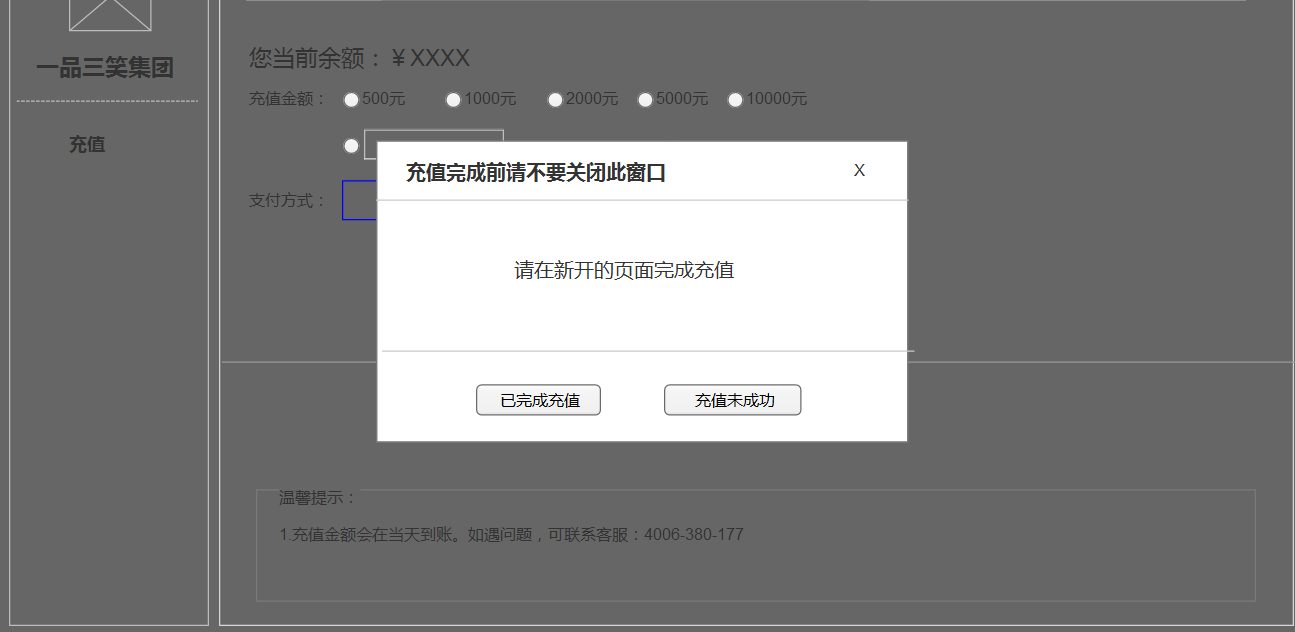 一品三笑集团
充值
您当前余额：￥XXXX
充值金额： 500元 1000元 2000元 5000元 10000元
支付方式：
充值完成前请不要关闭此窗口 X
请在新开的页面完成充值
已完成充值 充值未成功
温馨提示：
1.充值金额会在当天到账。如遇问题，可联系客服：4006-380-177